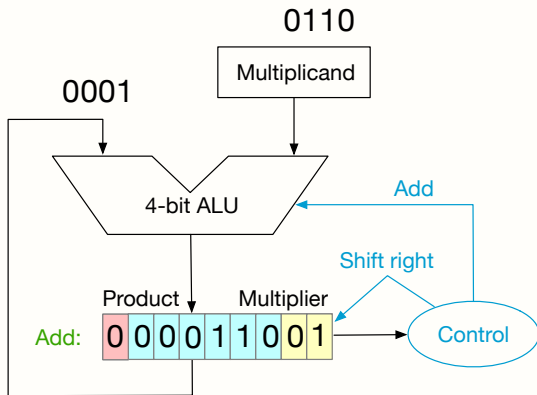 0110
Multiplicand
0001
4-bit ALU
Add
Shift right
Product Multiplier
Add: 0 0 0 0 1 1 0 0 1
Control